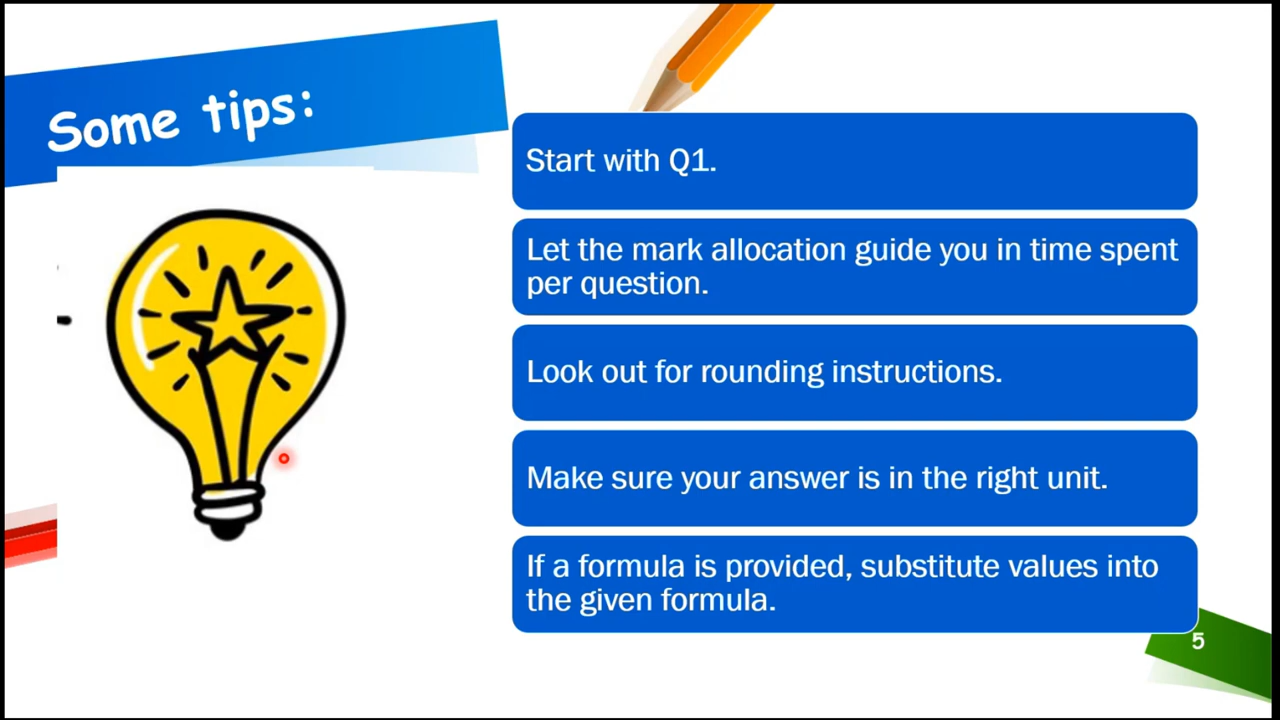 Some tips:
Start with Q1.
Let the mark allocation guide you in time spent
per question.
Look out for rounding instructions.
Make sure your answer is in the right unit.
If a formula is provided, substitute values into
the given formula.
5